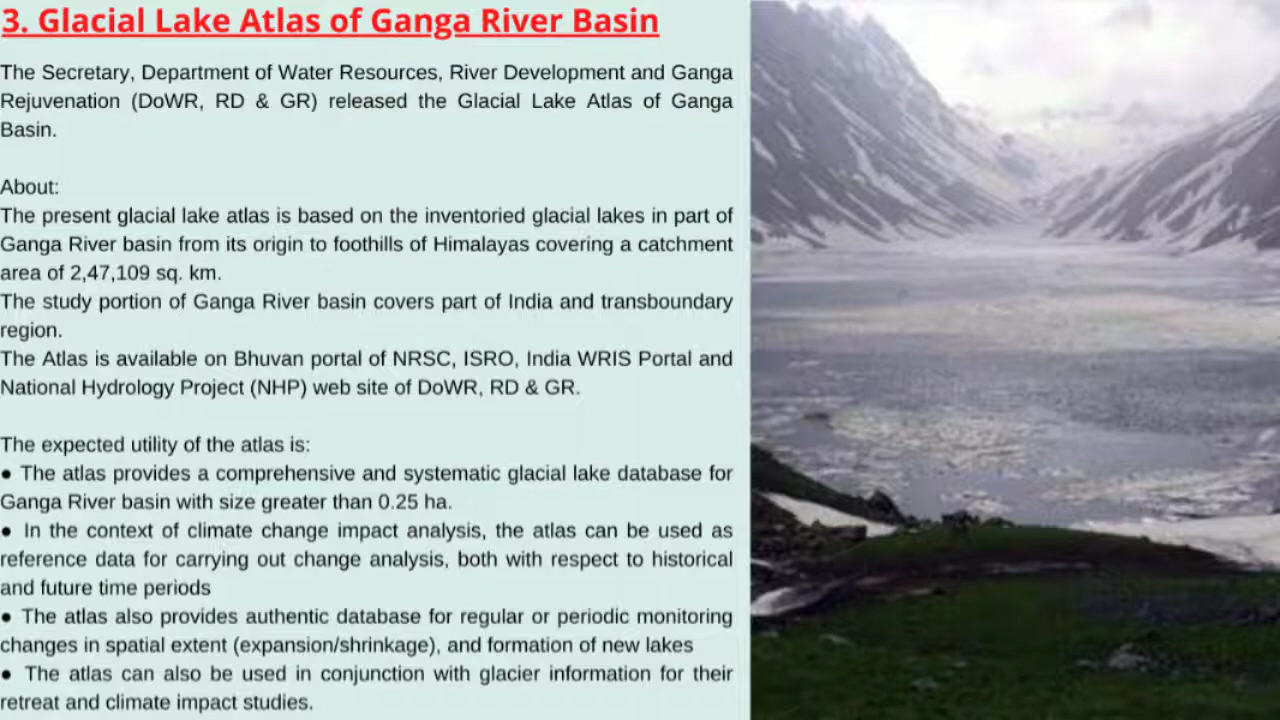 3. Glacial Lake Atlas of Ganga River Basin
The Secretary, Department of Water Resources, River Development and Ganga
Rejuvenation (DoWR, RD & GR) released the Glacial Lake Atlas of Ganga
Basin.
About:
The present glacial lake atlas is based on the inventoried glacial lakes in part of
Ganga River basin from its origin to foothills of Himalayas covering a catchment
area of 2,47,109 sq. km.
The study portion of Ganga River basin covers part of India and transboundary
region.
The Atlas is available on Bhuvan portal of NRSC, ISRO, India WRIS Portal and
National Hydrology Project (NHP) web site of DoWR, RD & GR.
The expected utility of the atlas is:
● The atlas provides a comprehensive and systematic glacial lake database for
Ganga River basin with size greater than 0.25 ha.
● In the context of climate change impact analysis, the atlas can be used as
reference data for carrying out change analysis, both with respect to historical
and future time periods
● The atlas also provides authentic database for regular or periodic monitoring
changes in spatial extent (expansion/shrinkage), and formation of new lakes
● The atlas can also be used in conjunction with glacier information for their
retreat and climate impact studies.